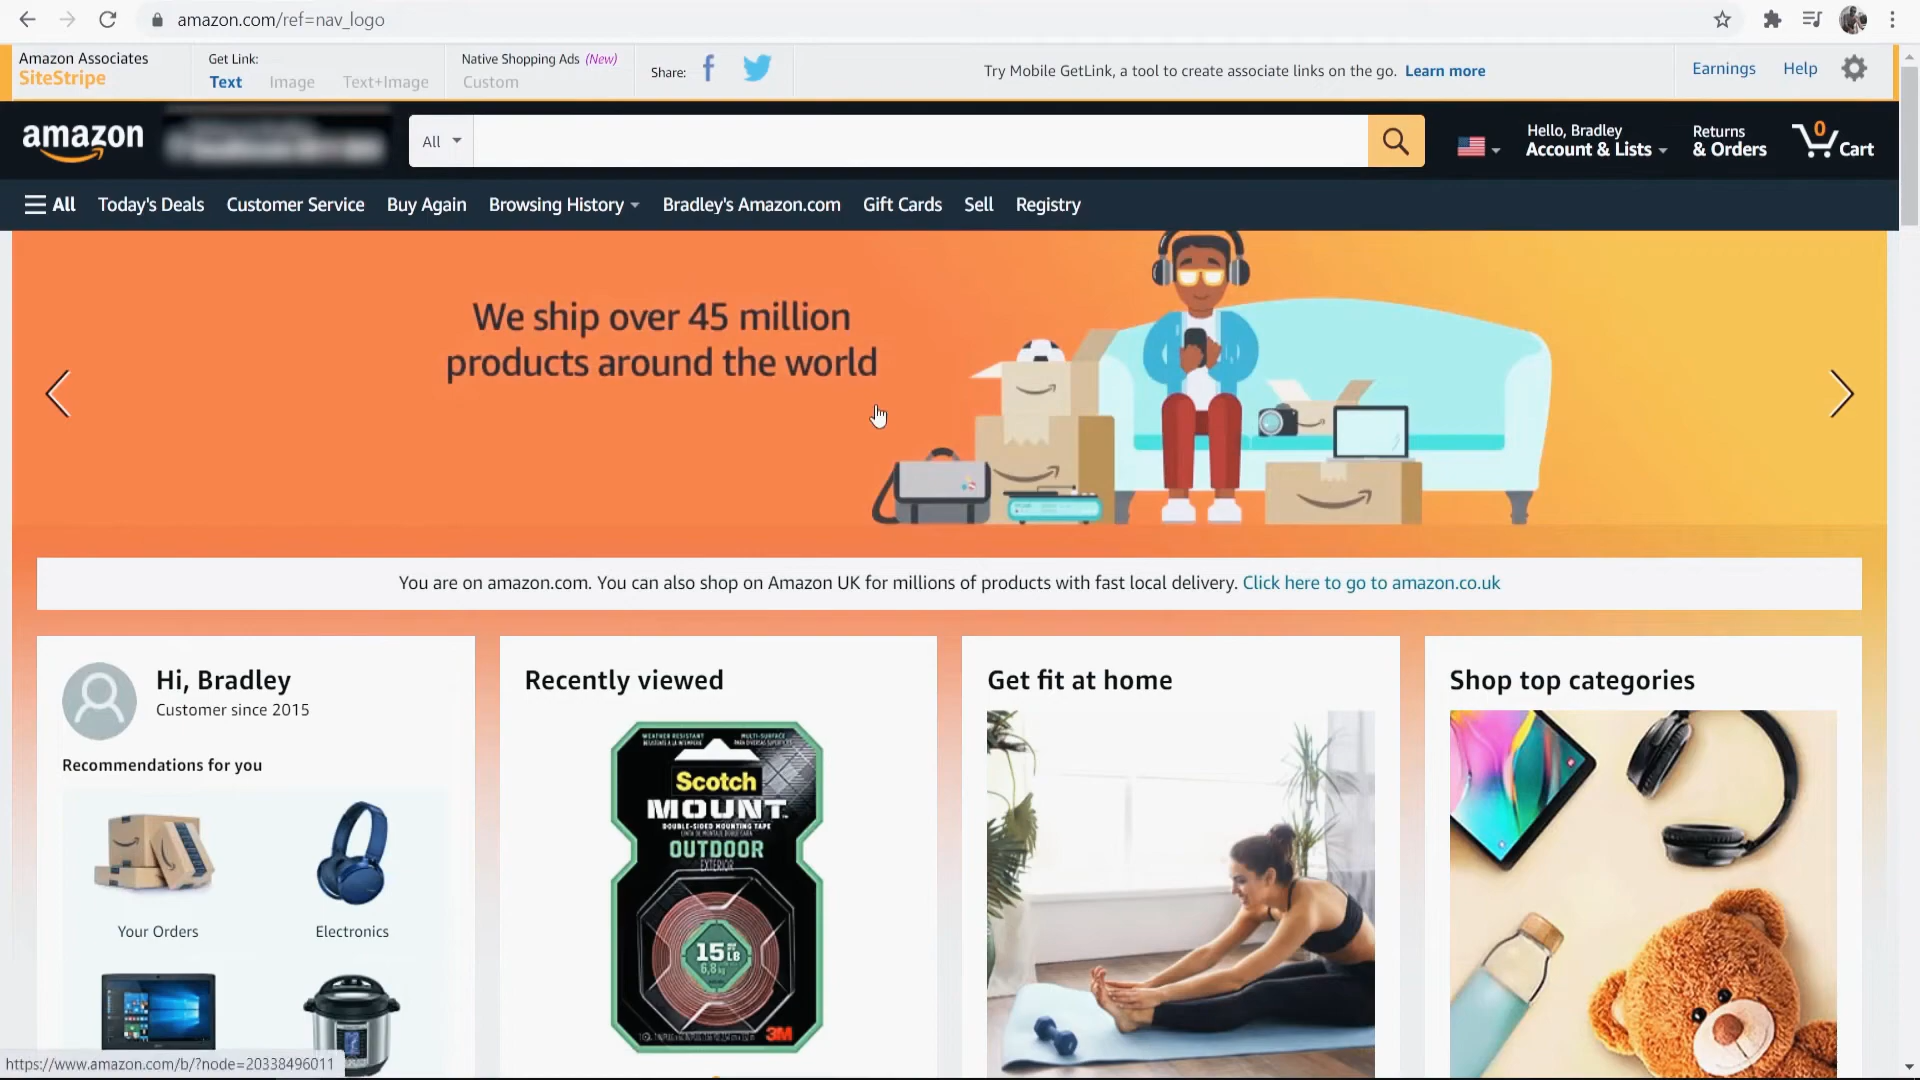 amazon.com/ref=nav_logo
Amazon Associates
SiteStripe
Get Link:
Text Image Text+Image
Native Shopping Ads (New)
Custom
Share:
Try Mobile GetLink, a tool to create associate links on the go. Learn more
Earnings Help
amazon
All
Hello, Bradley
Account & Lists
Returns
& Orders
0
Cart
All Today's Deals Customer Service Buy Again Browsing History Bradley's Amazon.com Gift Cards Sell Registry
We ship over 45 million
products around the world
You are on amazon.com. You can also shop on Amazon UK for millions of products with fast local delivery. Click here to go to amazon.co.uk
Hi, Bradley
Customer since 2015
Recommendations for you
Your Orders
Electronics
Recently viewed
WEATHER RESISTANT
MULTI-SURFACE
Scotch
MOUNT™
DOUBLE-SIDED MOUNTING TAPE
OUTDOOR
EXTERIOR
15
LB
6,8 kg
3M
Get fit at home
Shop top categories
https://www.amazon.com/b/?node=20338496011